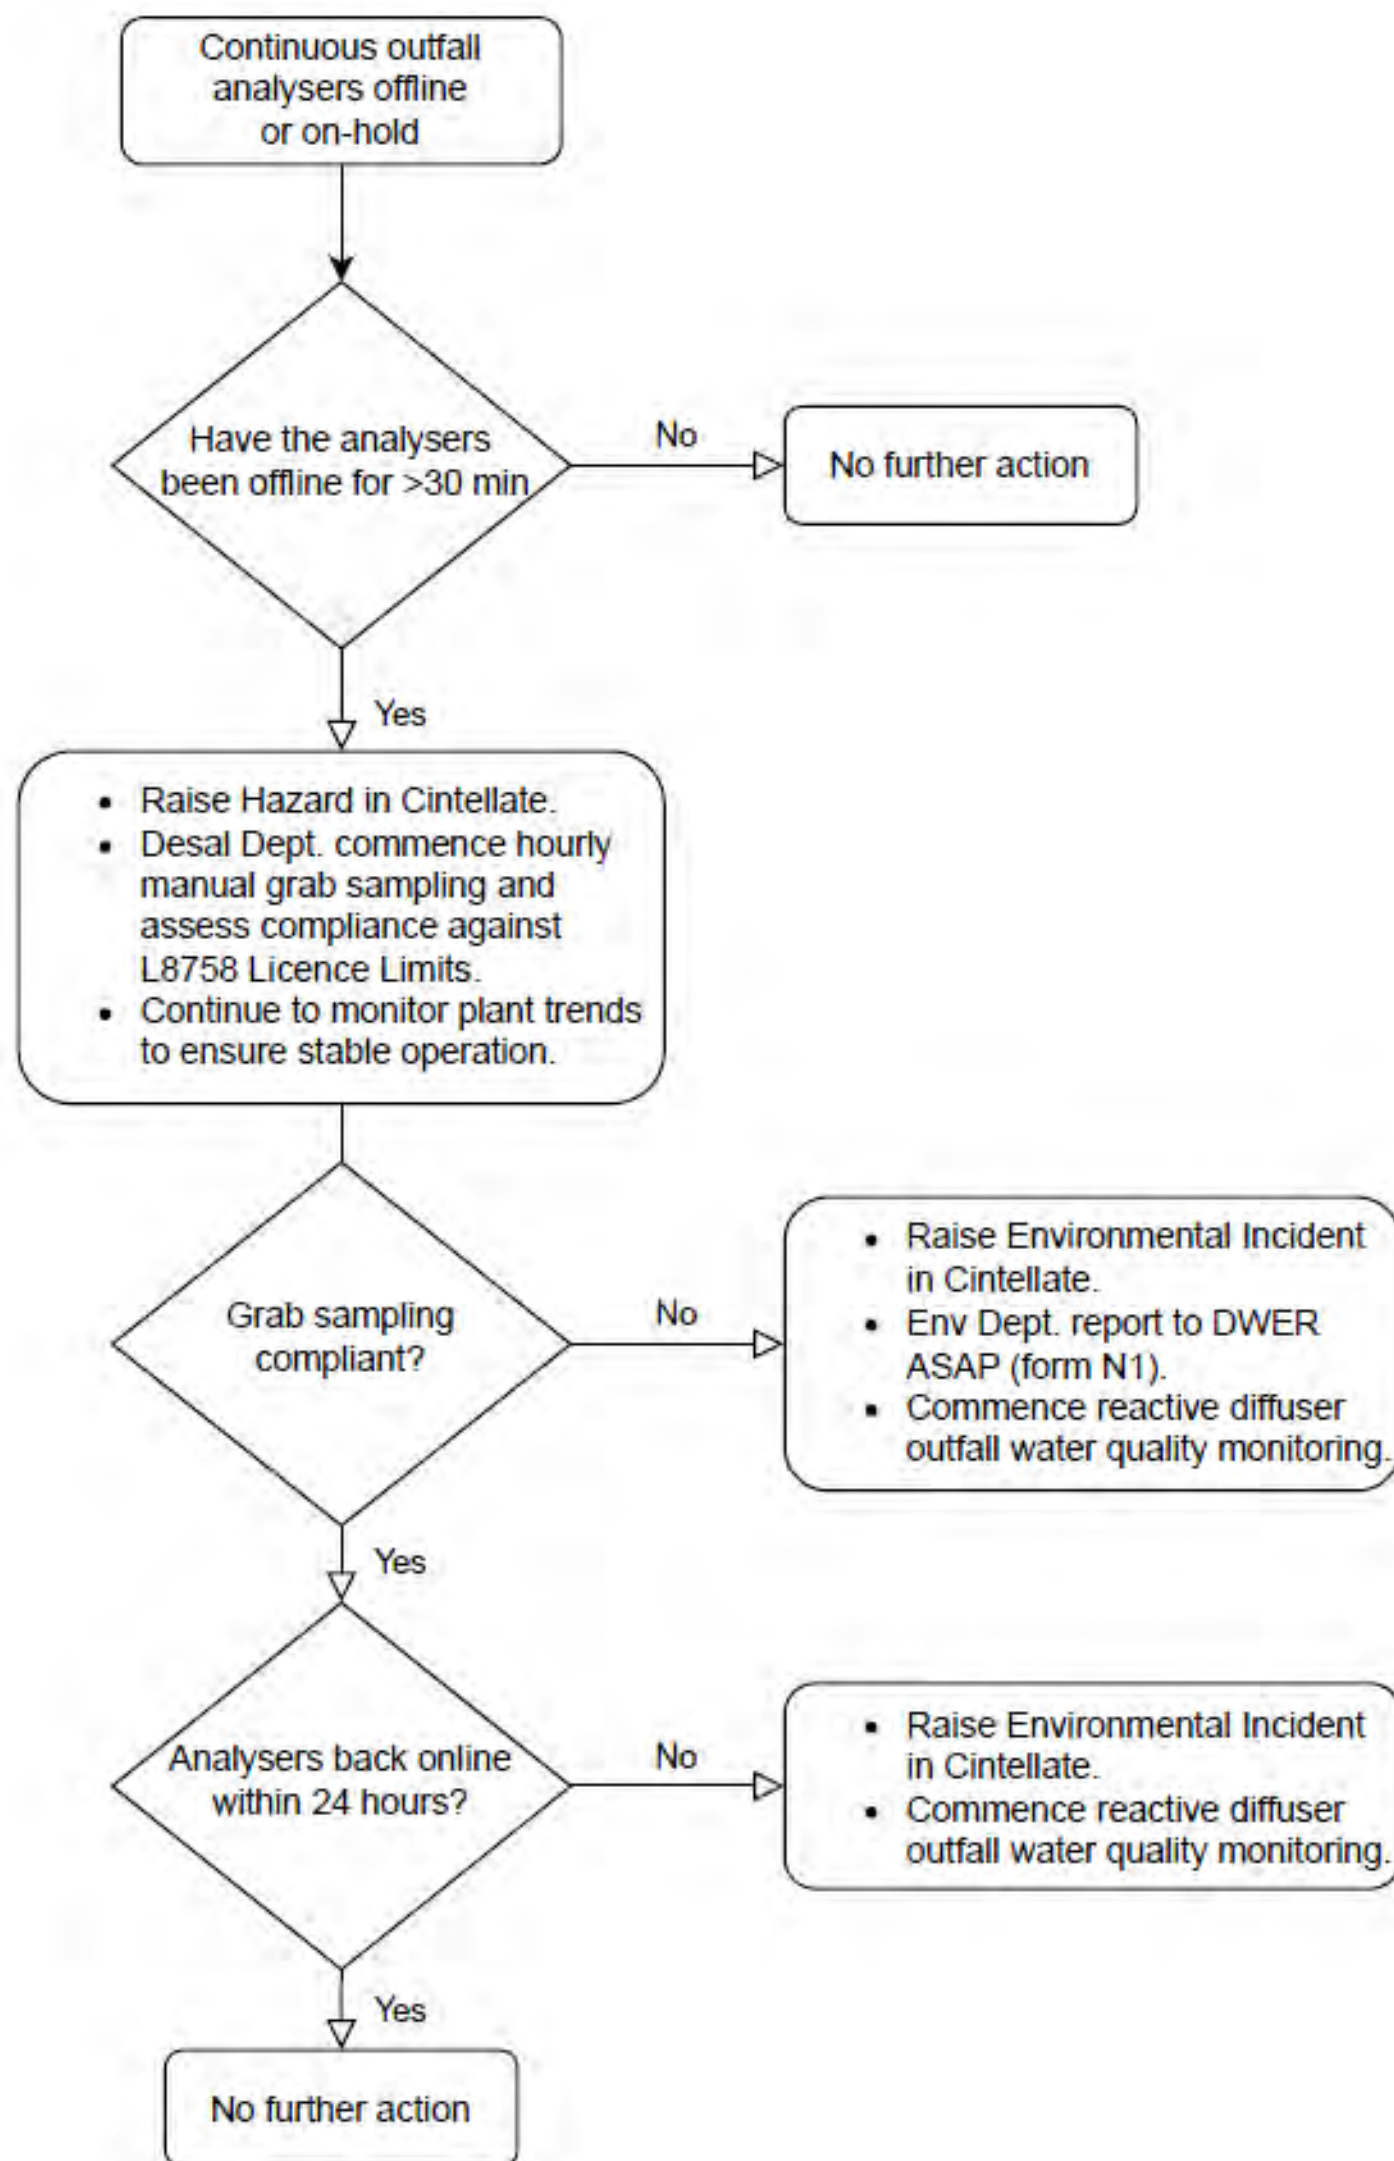 Continuous outfall
analysers offline
or on-hold
Have the analysers
been offline for >30 min
No
No further action
Yes
• Raise Hazard in Cintellate.
• Desal Dept. commence hourly
manual grab sampling and
assess compliance against
L8758 Licence Limits.
• Continue to monitor plant trends
to ensure stable operation.
Grab sampling
compliant?
No
• Raise Environmental Incident
in Cintellate.
• Env Dept. report to DWER
ASAP (form N1).
• Commence reactive diffuser
outfall water quality monitoring.
Yes
Analysers back online
within 24 hours?
No
• Raise Environmental Incident
in Cintellate.
• Commence reactive diffuser
outfall water quality monitoring.
Yes
No further action